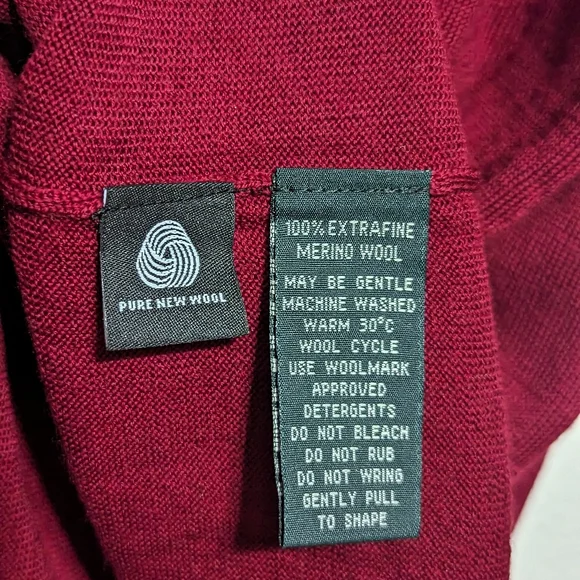 PURE NEW WOOL
100% EXTRAFINE
MERINO WOOL
MAY BE GENTLE
MACHINE WASHED
WARM 30°C
WOOL CYCLE
USE WOOLMARK
APPROVED
DETERGENTS
DO NOT BLEACH
DO NOT RUB
DO NOT WRING
GENTLY PULL
TO SHAPE